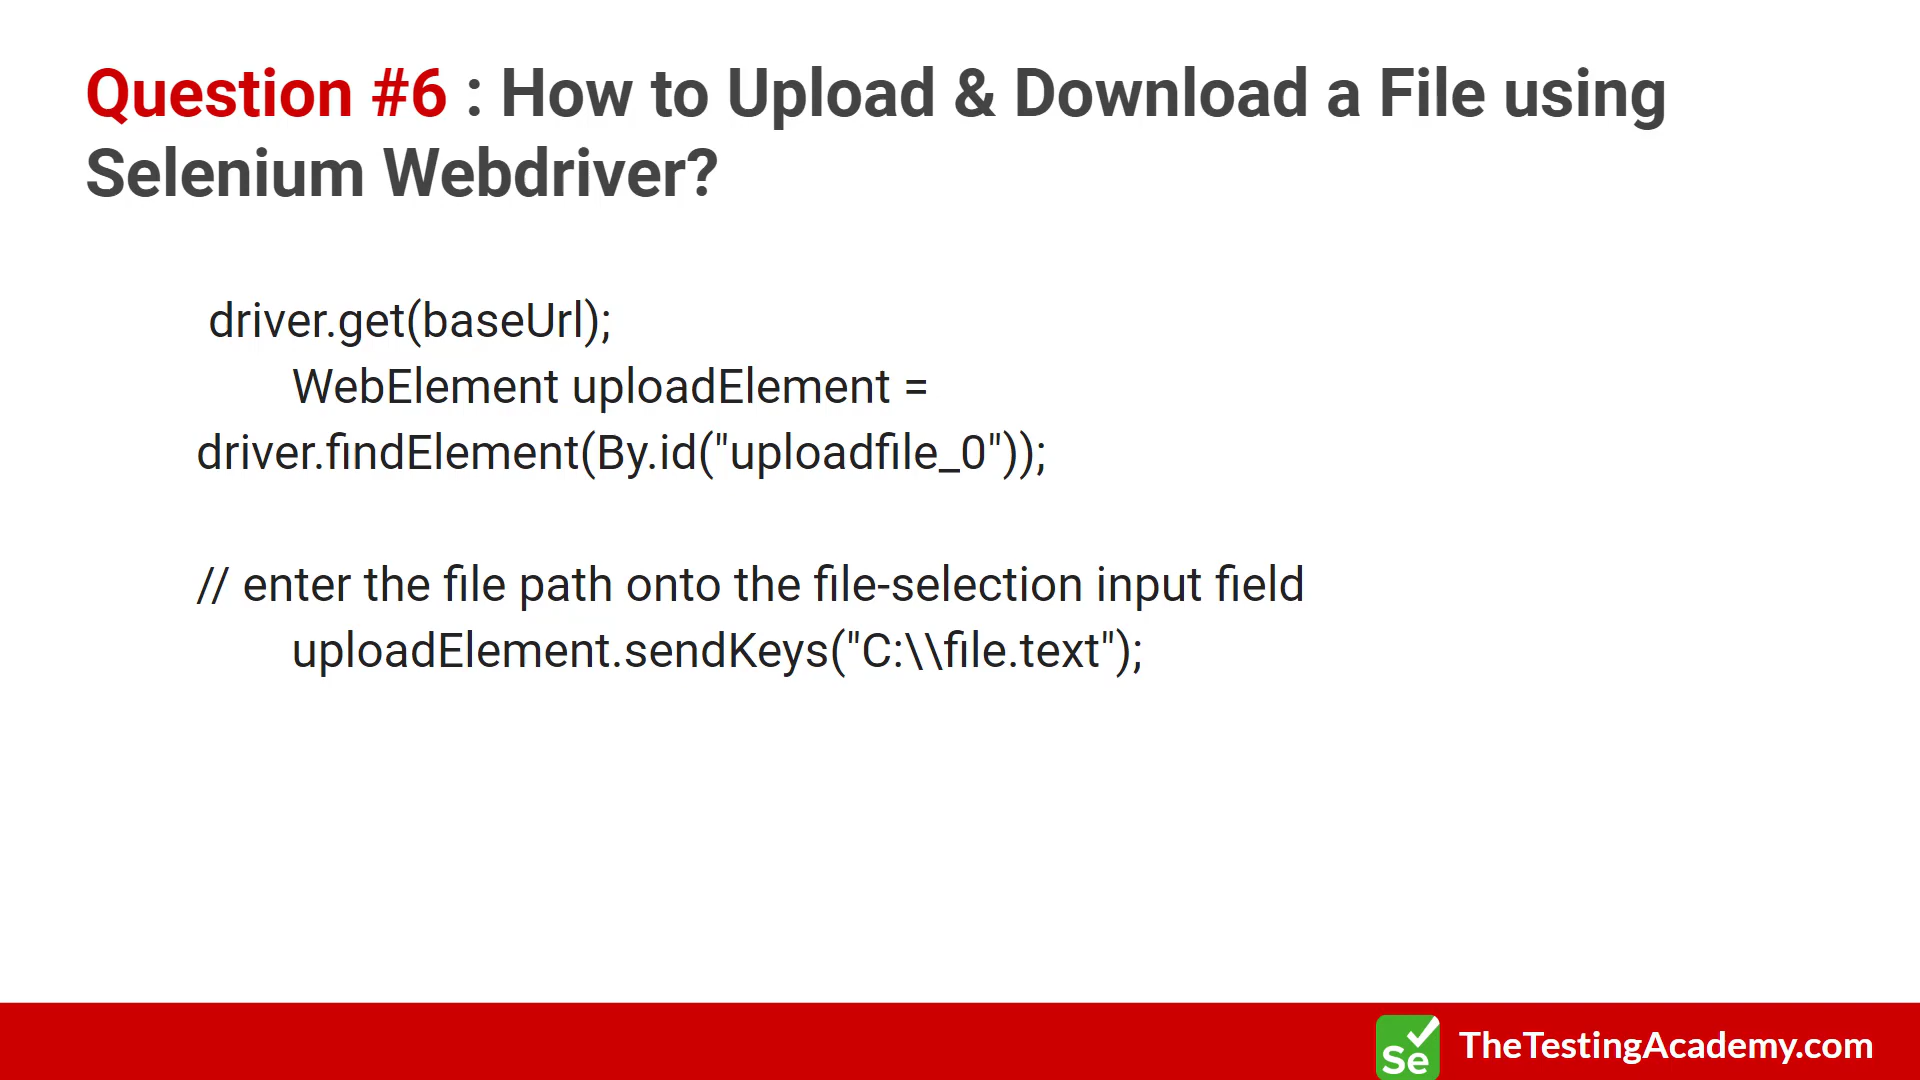 Question #6 : How to Upload & Download a File using
Selenium Webdriver?
driver.get(baseUrl);
WebElement uploadElement =
driver.findElement(By.id("uploadfile_0"));
// enter the file path onto the file-selection input field
uploadElement.sendKeys("C:\\file.text");
Se
TheTestingAcademy.com